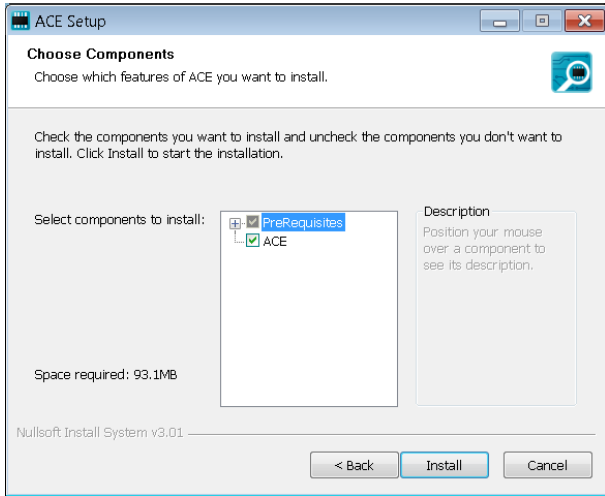 ACE Setup
Choose Components
Choose which features of ACE you want to install.
Check the components you want to install and uncheck the components you don't want to
install. Click Install to start the installation.
Select components to install:
PreRequisites
ACE
Description
Position your mouse
over a component to
see its description.
Space required: 93.1MB
Nullsoft Install System v3.01
< Back
Install
Cancel